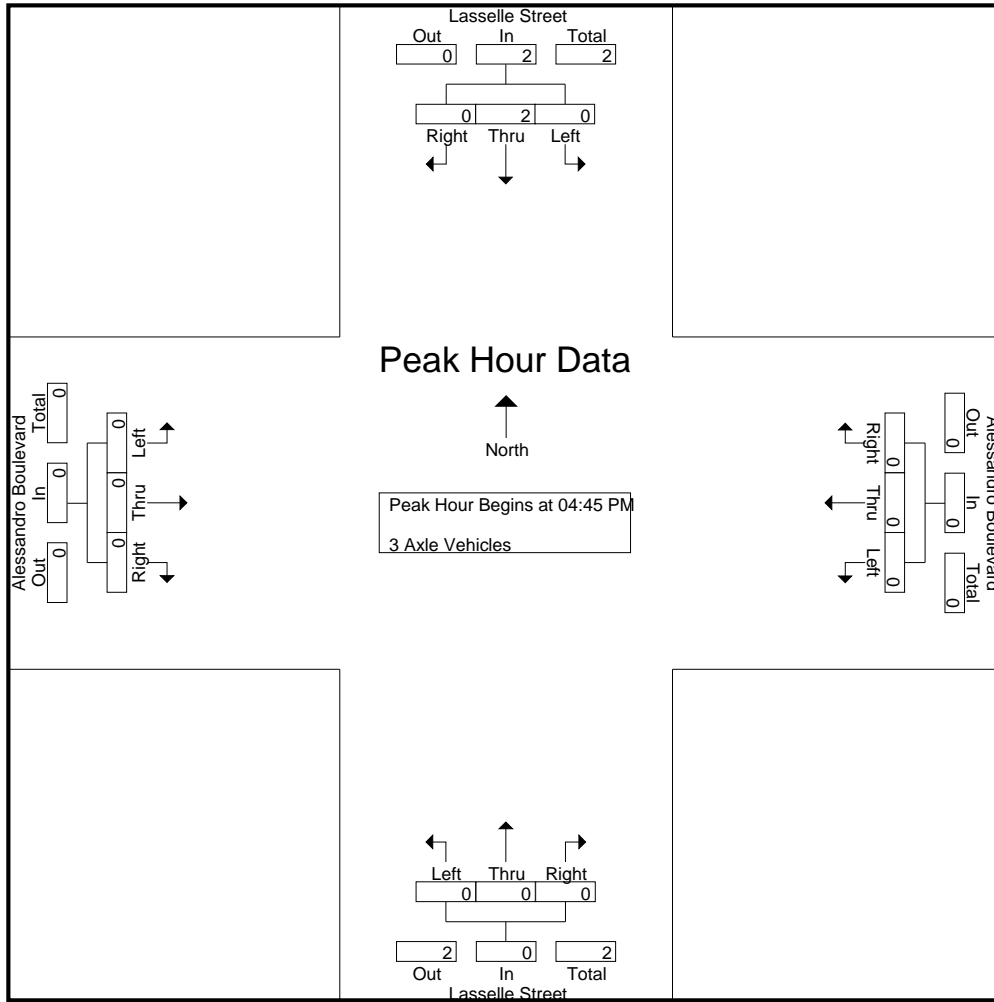 Lasselle Street
Out In Total
0 2 2
0 2 0
Right Thru Left
Peak Hour Data
North
Peak Hour Begins at 04:45 PM
3 Axle Vehicles
Alessandro Boulevard
Out In Total
0 0 0
0 0 0
Right Thru Left
Alessandro Boulevard
Total In Out
0 0 0
0 0 0
Left Thru Right
Left Thru Right
0 0 0
2 0 2
Out In Total
Lasselle Street